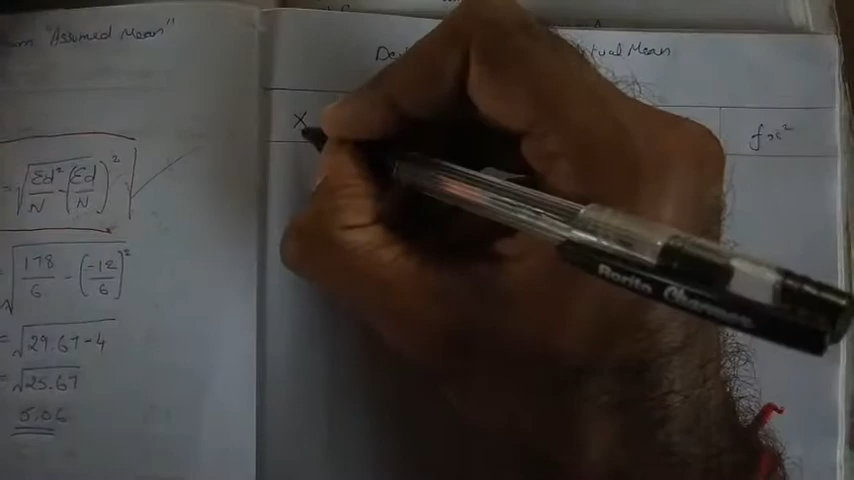 "Assumed Mean"
= √ Σd²/N - (Σd/N)²
= √ 178/6 - (-12/6)²
= √29.67-4
= √25.67
5.06
Mean
X
fx²
Rorito Charmer